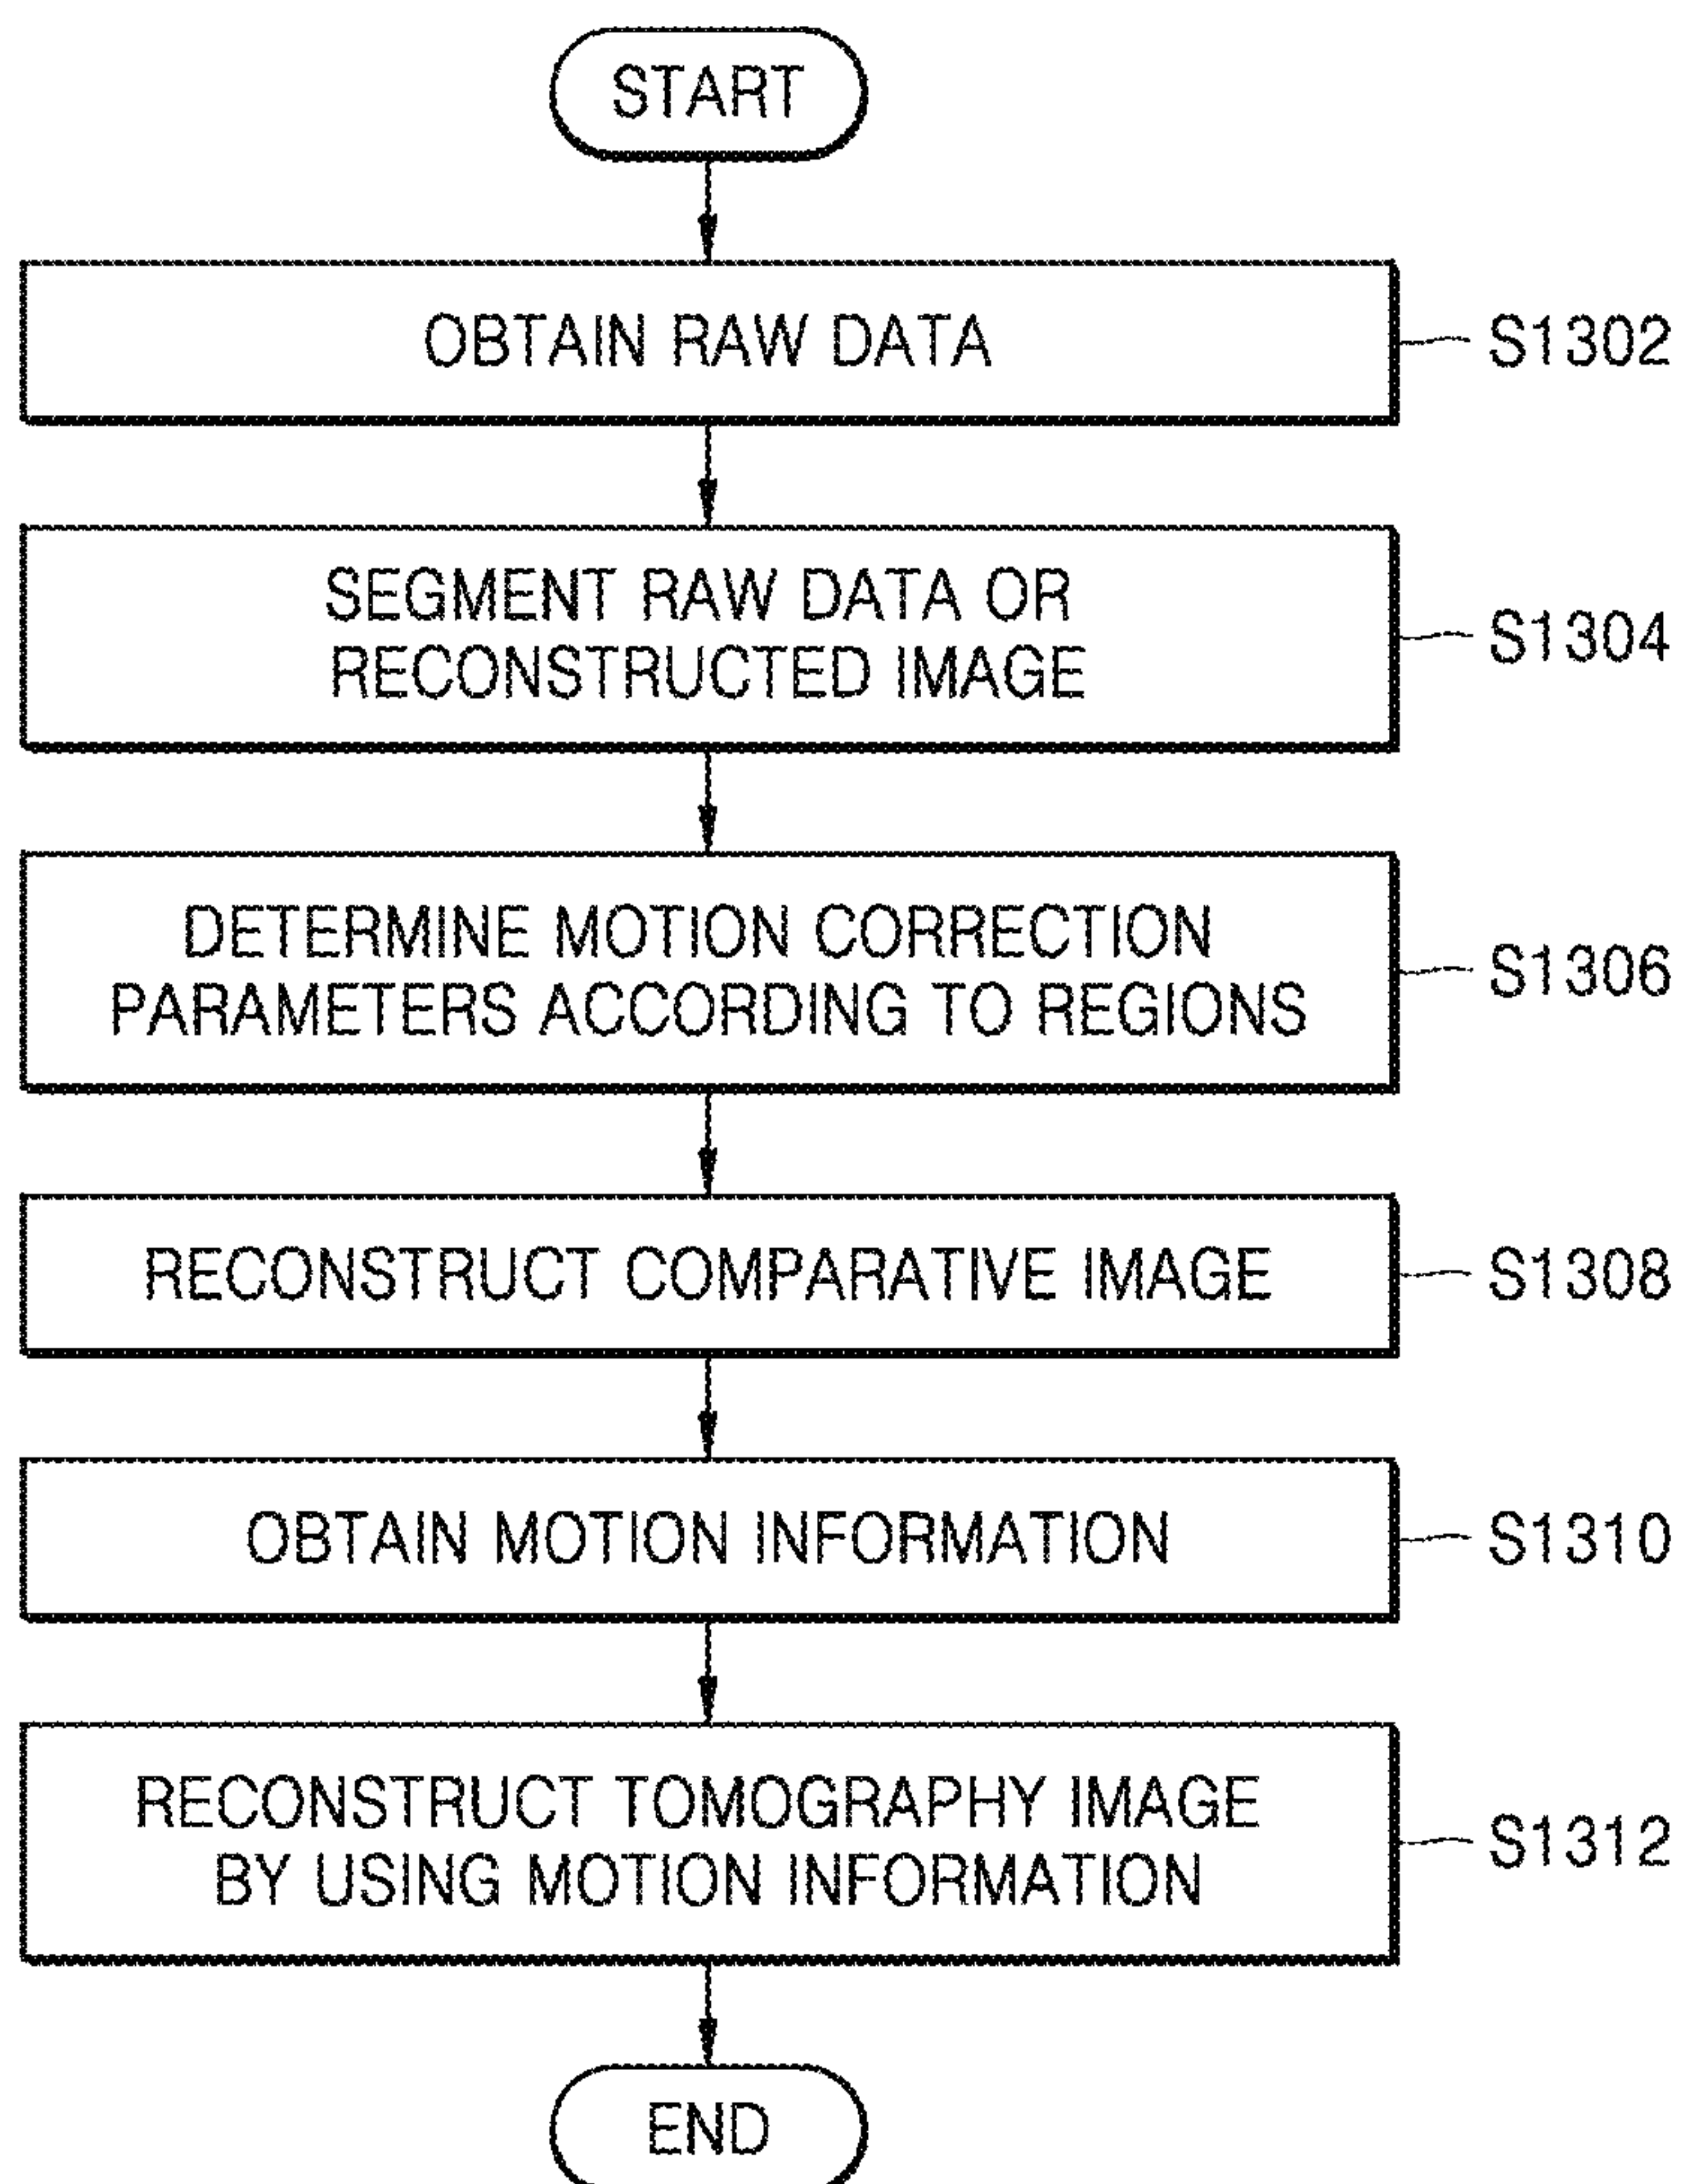 START
OBTAIN RAW DATA
S1302
SEGMENT RAW DATA OR
RECONSTRUCTED IMAGE
S1304
DETERMINE MOTION CORRECTION
PARAMETERS ACCORDING TO REGIONS
S1306
RECONSTRUCT COMPARATIVE IMAGE
S1308
OBTAIN MOTION INFORMATION
S1310
RECONSTRUCT TOMOGRAPHY IMAGE
BY USING MOTION INFORMATION
S1312
END